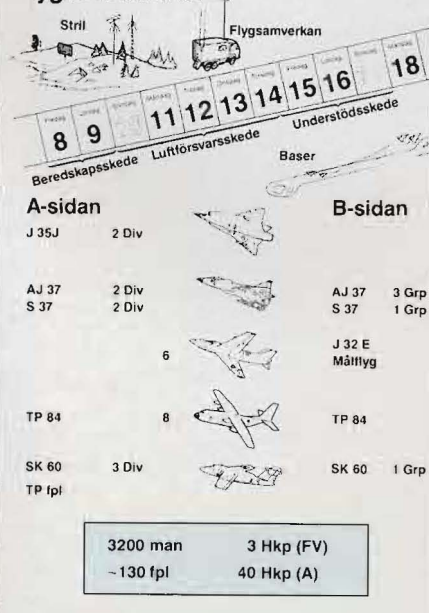 Stril
Flygsamverkan
8 9 11 12 13 14 15 16 18
Beredskapsskede Luftförsvarsskede Understödsskede
Baser
A-sidan B-sidan
J 35J 2 Div
AJ 37 2 Div AJ 37 3 Grp
S 37 2 Div S 37 1 Grp
6 J 32 E
Målflyg
TP 84 8 TP 84
SK 60 3 Div SK 60 1 Grp
TP fpl
3200 man 3 Hkp (FV)
~130 fpl 40 Hkp (A)